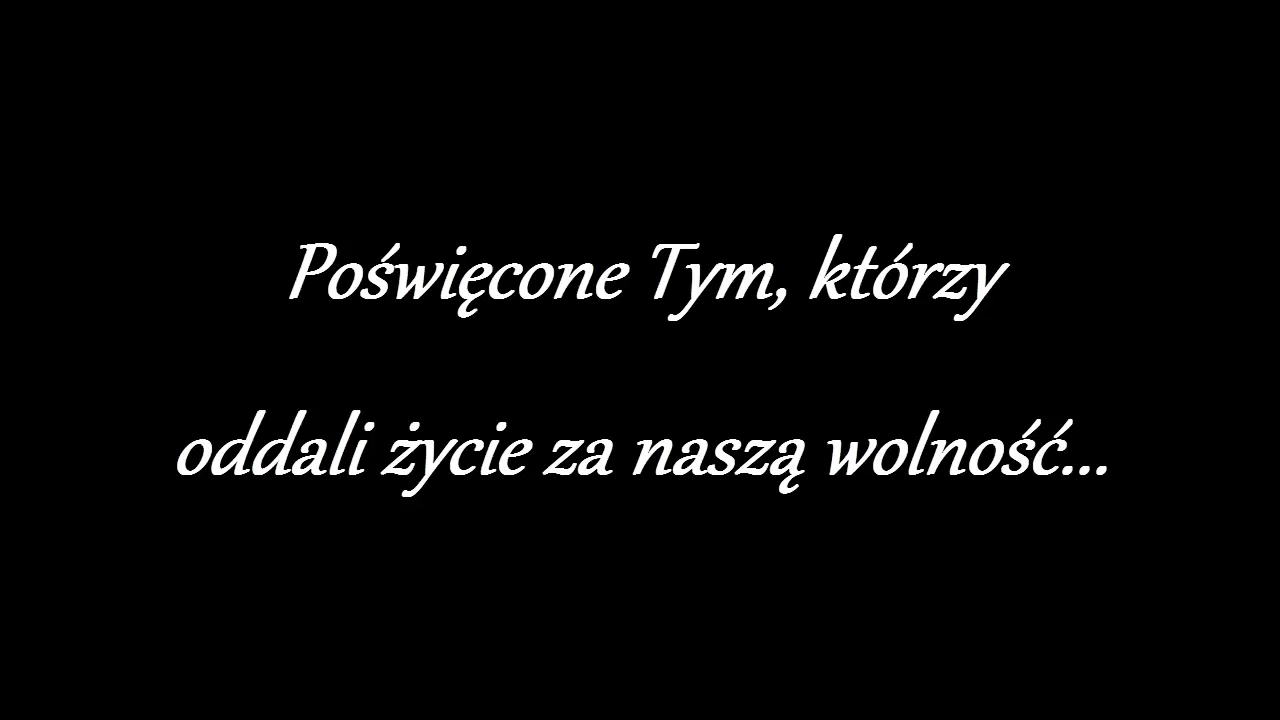 Poświęcone Tym, którzy
oddali życie za naszą wolność...